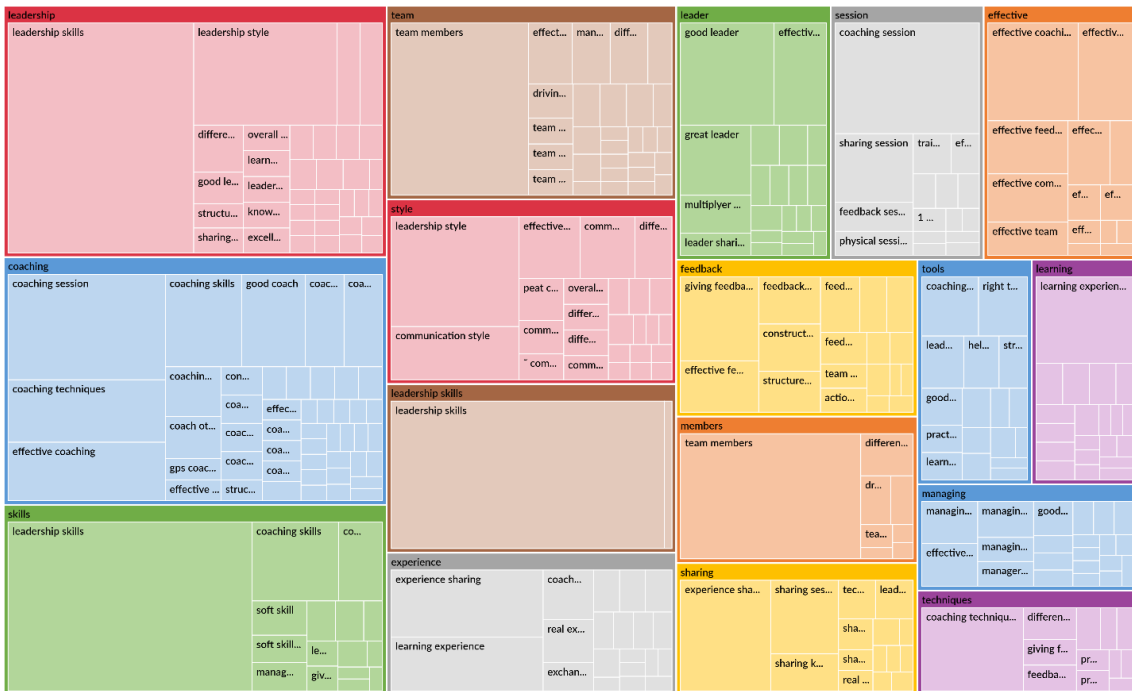 leadership
leadership skills
leadership style
differe...
overall ...
learn...
good le...
leader...
structu...
know...
sharing...
excell...
coaching
coaching session
coaching skills
good coach
coac...
coa...
coaching techniques
coachin...
con...
coa...
effec...
effective coaching
coach ot...
coac...
coa...
coa...
gps coac...
coac...
coa...
effective ...
struc...
skills
leadership skills
coaching skills
co...
soft skill
soft skill...
le...
manag...
giv...
team
team members
effect...
man...
diff...
drivin...
team ...
team ...
team ...
style
leadership style
effective...
comm...
diffe...
peat c...
overal...
differ...
communication style
comm...
diffe...
" com...
comm...
leadership skills
leadership skills
experience
experience sharing
coach...
real ex...
learning experience
exchan...
leader
good leader
effectiv...
great leader
multiplyer ...
leader shari...
session
coaching session
sharing session
trai...
ef...
feedback ses...
1 ...
physical sessi...
effective
effective coachi...
effectiv...
effective feed...
effec...
effective com...
ef...
ef...
effective team
eff...
feedback
giving feedba...
feedback...
feed...
construct...
feed...
effective fe...
structure...
team ...
actio...
members
team members
differen...
dr...
tea...
sharing
experience sha...
sharing ses...
tec...
lead...
sha...
sharing k...
sha...
real ...
tools
coaching...
right t...
lead...
hel...
str...
good...
pract...
learn...
learning
learning experien...
managing
managin...
managin...
good...
effective...
managin...
manager...
techniques
coaching techniqu...
differen...
giving f...
pr...
feedba...
pr...